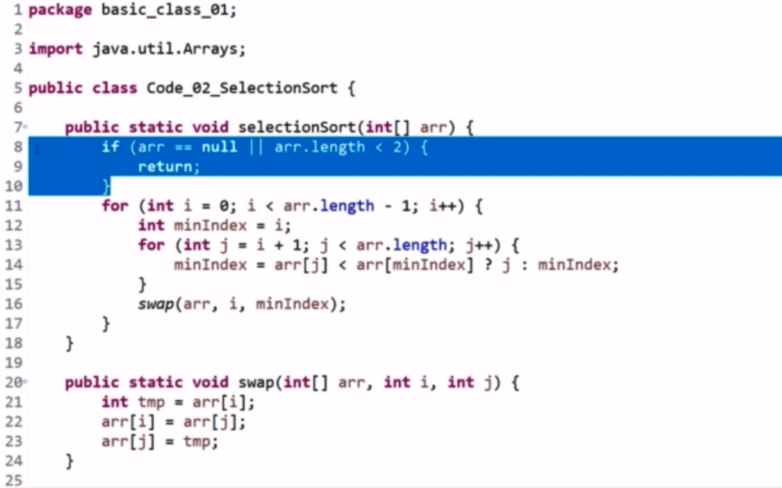 1 package basic_class_01;
2
3 import java.util.Arrays;
4
5 public class Code_02_SelectionSort {
6
7 public static void selectionSort(int[] arr) {
8 if (arr == null || arr.length < 2) {
9 return;
10 }
11 for (int i = 0; i < arr.length - 1; i++) {
12 int minIndex = i;
13 for (int j = i + 1; j < arr.length; j++) {
14 minIndex = arr[j] < arr[minIndex] ? j : minIndex;
15 }
16 swap(arr, i, minIndex);
17 }
18 }
19
20 public static void swap(int[] arr, int i, int j) {
21 int tmp = arr[i];
22 arr[i] = arr[j];
23 arr[j] = tmp;
24 }
25